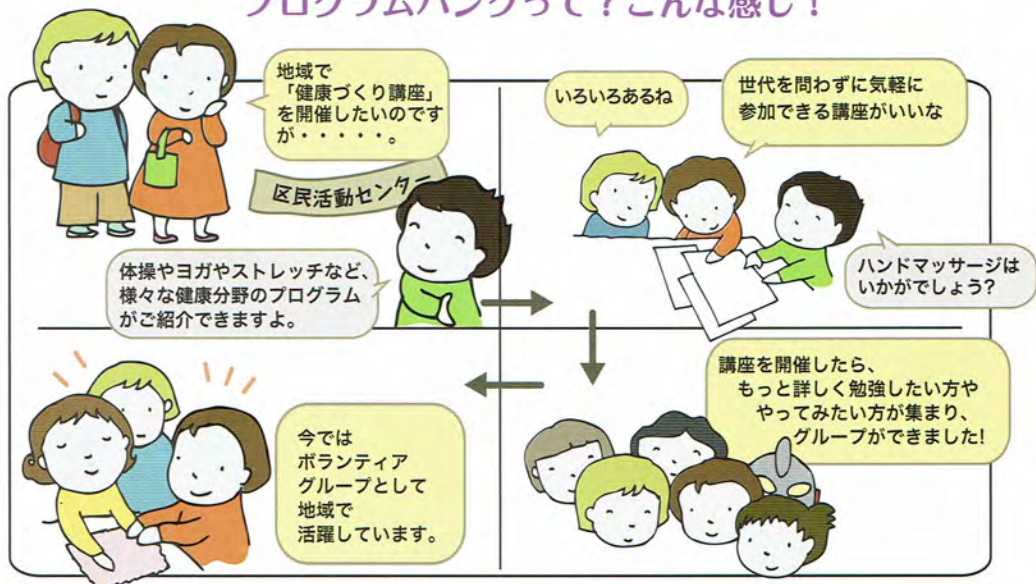 プログラムバンクって？こんな感じ！
地域で
「健康づくり講座」
を開催したいのです
が・・・・・。
区民活動センター
体操やヨガやストレッチなど、
様々な健康分野のプログラム
がご紹介できますよ。
いろいろあるね
世代を問わずに気軽に
参加できる講座がいいな
ハンドマッサージは
いかがでしょう？
講座を開催したら、
もっと詳しく勉強したい方や
やってみたい方が集まり、
グループができました!
今では
ボランティア
グループとして
地域で
活躍しています。